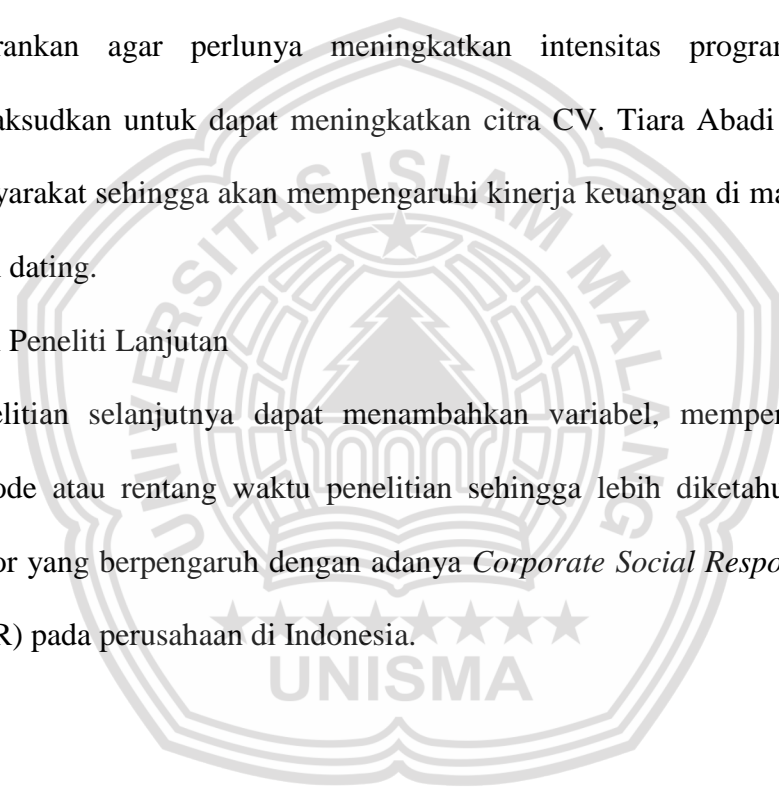 rankan agar perlunya meningkatkan intensitas progra
aksudkan untuk dapat meningkatkan citra CV. Tiara Abadi
yarakat sehingga akan mempengaruhi kinerja keuangan di ma
dating.
Peneliti Lanjutan
elitian selanjutnya dapat menambahkan variabel, memper
ode atau rentang waktu penelitian sehingga lebih diketahu
or yang berpengaruh dengan adanya Corporate Social Respo
R) pada perusahaan di Indonesia.
UNIVERSITAS ISLAM MALANG
UNISMA